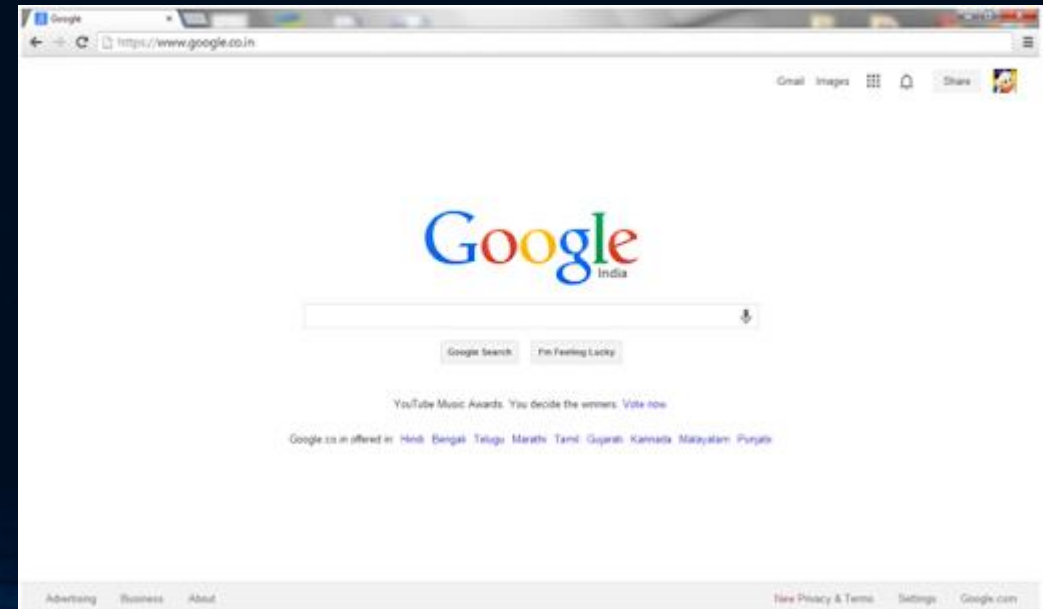 Google
https://www.google.co.in
Gmail Images Share
Google
India
Google Search I'm Feeling Lucky
YouTube Music Awards. You decide the winners. Vote now
Google.co.in offered in: Hindi Bengali Telugu Marathi Tamil Gujarati Kannada Malayalam Punjabi
Advertising Business About New Privacy & Terms Settings Google.com